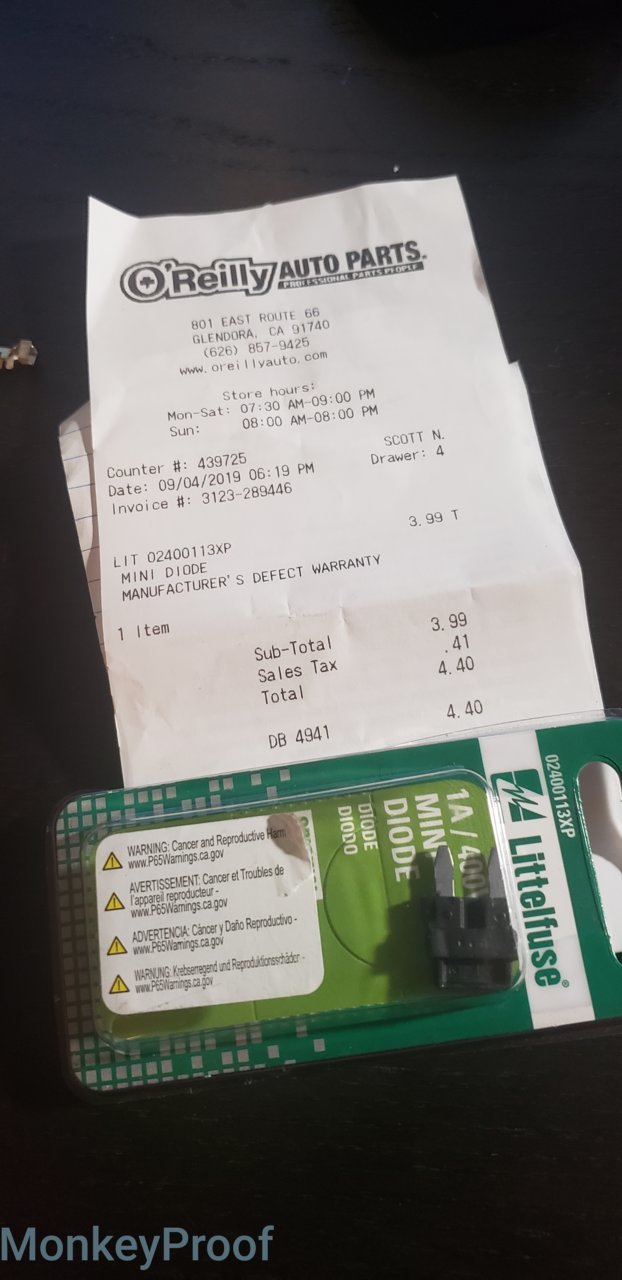 O'Reilly AUTO PARTS.
PROFESSIONAL PARTS PEOPLE
801 EAST ROUTE 66
GLENDORA, CA 91740
(626) 857-9425
www.oreillyauto.com
Store hours:
Mon-Sat: 07:30 AM-09:00 PM
Sun: 08:00 AM-08:00 PM
Counter #: 439725 SCOTT N.
Date: 09/04/2019 06:19 PM Drawer: 4
Invoice #: 3123-289446
LIT 02400113XP 3.99 T
MINI DIODE
MANUFACTURER'S DEFECT WARRANTY
1 Item
Sub-Total 3.99
Sales Tax .41
Total 4.40
DB 4941 4.40
02400113XP
Littelfuse®
1A / 400V
MINI
DIODE
DIODE
DIODO
WARNING: Cancer and Reproductive Harm
www.P65Warnings.ca.gov
AVERTISSEMENT: Cancer et Troubles de
l'appareil reproducteur -
www.P65Warnings.ca.gov
ADVERTENCIA: Cáncer y Daño Reproductivo -
www.P65Warnings.ca.gov
WARNUNG: Krebserregend und Reproduktionsschäden -
www.P65Warnings.ca.gov
MonkeyProof